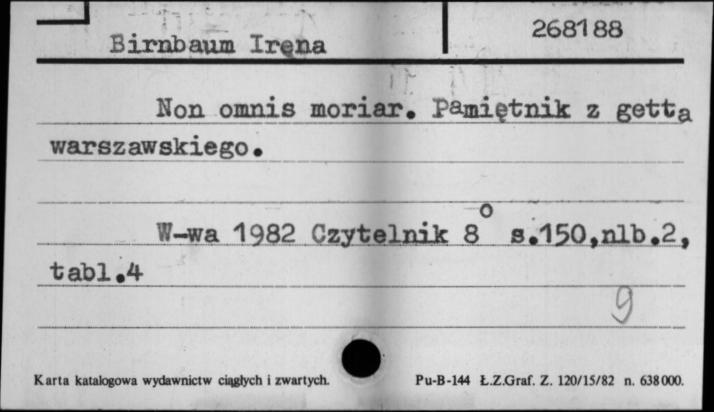 268188
Birnbaum Irena
Non omnis moriar. Pamiętnik z getta
warszawskiego.
W-wa 1982 Czytelnik 8° s.150,nlb.2,
tabl.4
9
Karta katalogowa wydawnictw ciągłych i zwartych. Pu-B-144 Ł.Z.Graf. Z. 120/15/82 n. 638000.